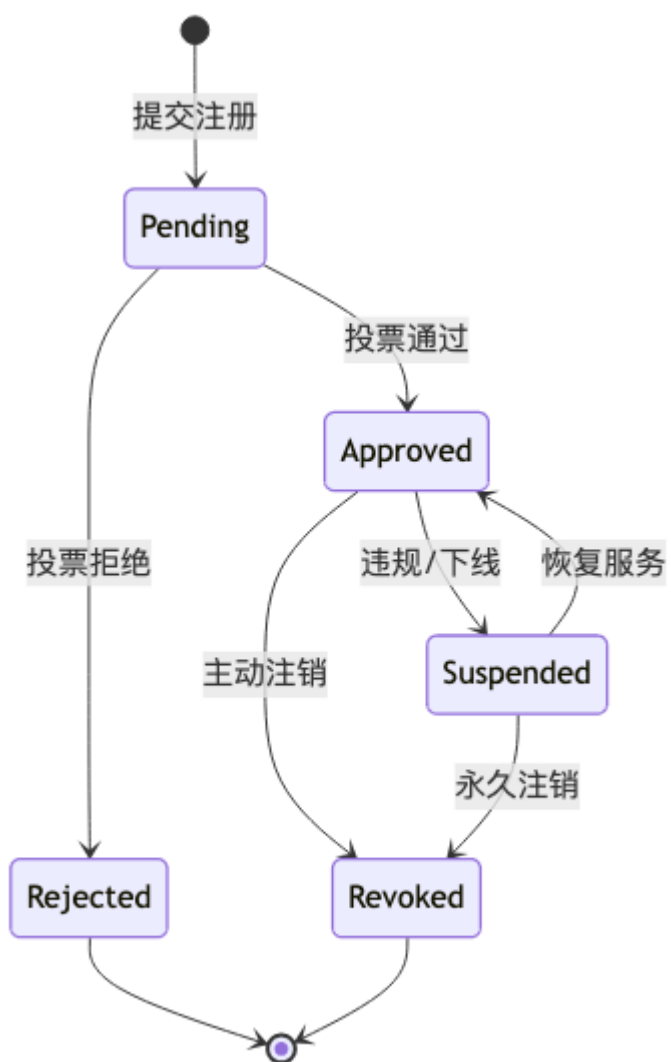 提交注册
Pending
投票通过
Approved
投票拒绝
违规/下线
恢复服务
主动注销
Suspended
永久注销
Rejected
Revoked